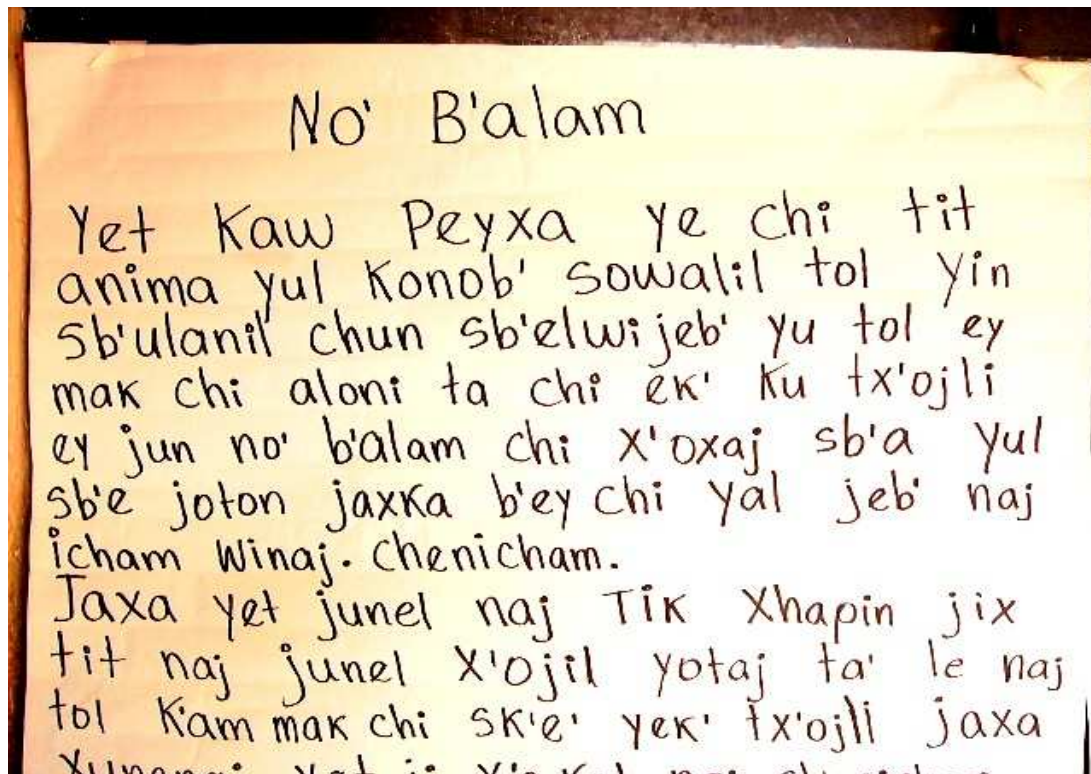 No' B'alam
Yet Kaw Peyxa ye chi tit
anima yul Konob' sowalil tol yin
sb'ulanil chun sb'elwijeb' yu tol ey
mak chi aloni ta chi ek' ku tx'ojli
ey jun no' b'alam chi x'oxaj sb'a yul
sb'e joton jaxka b'ey chi yal jeb' naj
icham winaj. Chenicham.
Jaxa yet junel naj Tik Xhapin jix
tit naj junel x'ojil yotaj ta' le naj
tol K'am mak chi sk'e' yek' tx'ojli jaxa